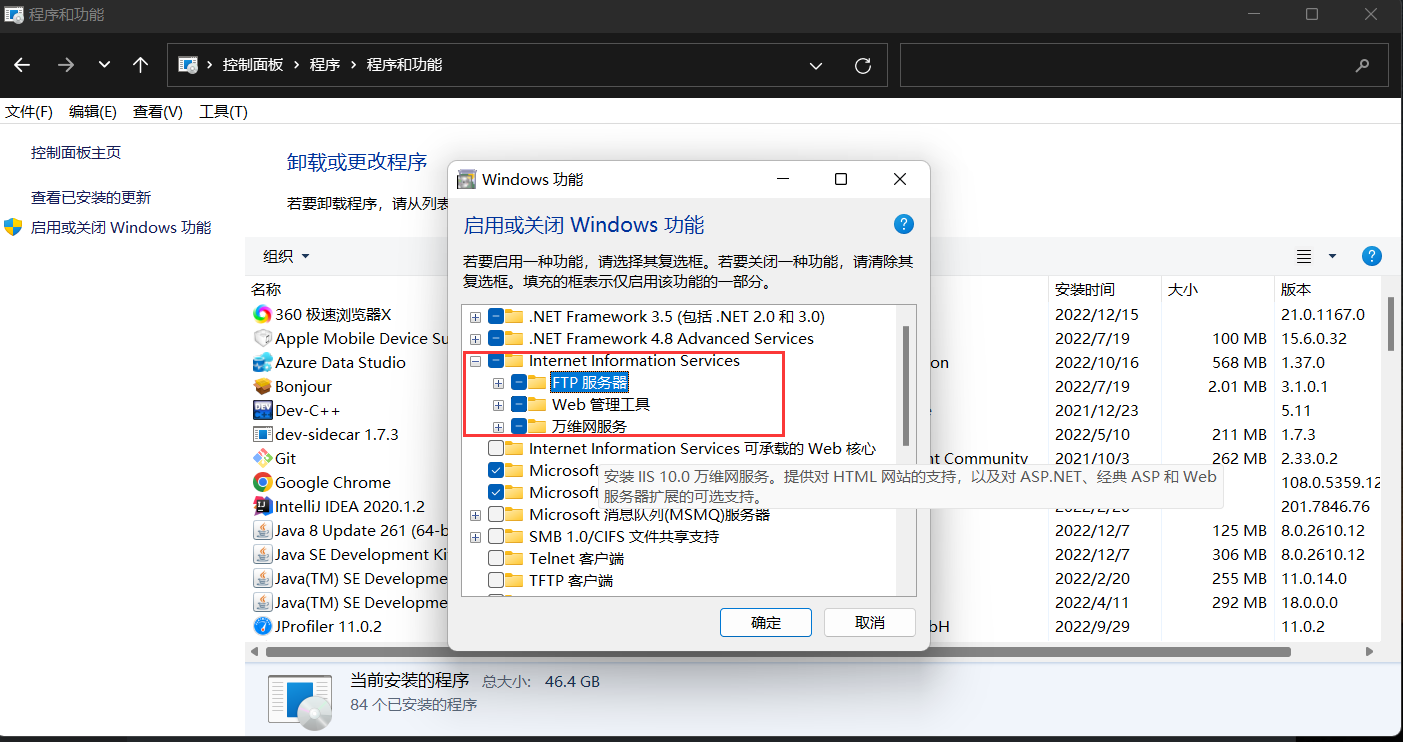 程序和功能
控制面板 程序 程序和功能
文件(F) 编辑(E) 查看(V) 工具(T)
控制面板主页
查看已安装的更新
启用或关闭 Windows 功能
卸载或更改程序
若要卸载程序，请从列表
组织
名称 安装时间 大小 版本
360 极速浏览器X 2022/12/15 21.0.1167.0
Apple Mobile Device Su 2022/7/19 100 MB 15.6.0.32
Azure Data Studio on 2022/10/16 568 MB 1.37.0
Bonjour 2022/7/19 2.01 MB 3.1.0.1
Dev-C++ 2021/12/23 5.11
dev-sidecar 1.7.3 2022/5/10 211 MB 1.7.3
Git nt Community 2021/10/3 262 MB 2.33.0.2
Google Chrome 108.0.5359.12
IntelliJ IDEA 2020.1.2 201.7846.76
Java 8 Update 261 (64-b 2022/12/7 125 MB 8.0.2610.12
Java SE Development Ki 2022/12/7 306 MB 8.0.2610.12
Java(TM) SE Developme 2022/2/20 255 MB 11.0.14.0
Java(TM) SE Developme 2022/4/11 292 MB 18.0.0.0
JProfiler 11.0.2 bH 2022/9/29 11.0.2
当前安装的程序 总大小: 46.4 GB
84 个已安装的程序
Windows 功能
启用或关闭 Windows 功能
若要启用一种功能，请选择其复选框。若要关闭一种功能，请清除其
复选框。填充的框表示仅启用该功能的一部分。
.NET Framework 3.5 (包括 .NET 2.0 和 3.0)
.NET Framework 4.8 Advanced Services
Internet Information Services
FTP 服务器
Web 管理工具
万维网服务
Internet Information Services 可承载的 Web 核心
Microsoft
Microsoft
安装 IIS 10.0 万维网服务。提供对 HTML 网站的支持，以及对 ASP.NET、经典 ASP 和 Web
服务器扩展的可选支持。
Microsoft 消息队列(MSMQ)服务器
SMB 1.0/CIFS 文件共享支持
Telnet 客户端
TFTP 客户端
确定 取消